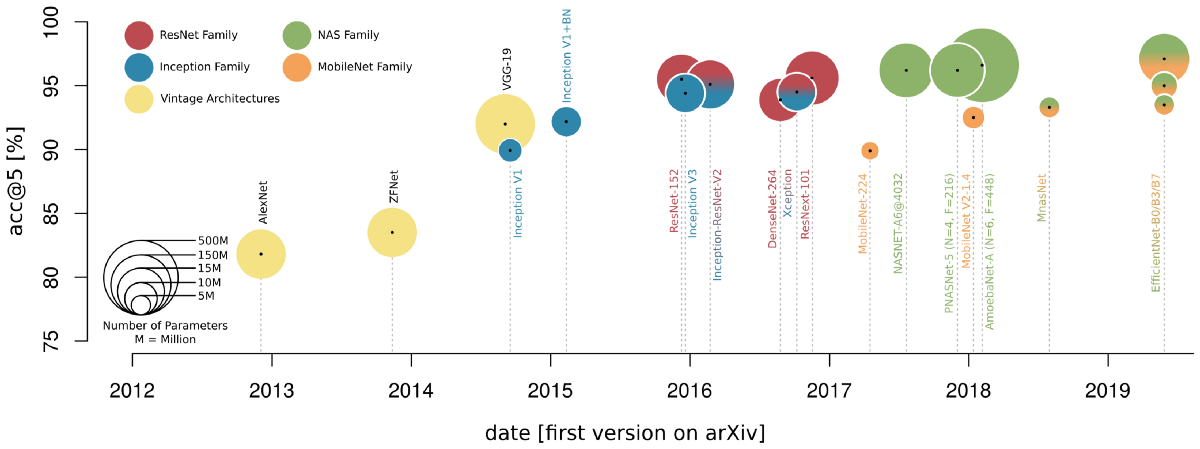 ResNet Family
NAS Family
Inception Family
MobileNet Family
Vintage Architectures
acc@5 [%]
100
95
90
85
80
75
500M
150M
15M
10M
5M
Number of Parameters
M = Million
AlexNet
ZFNet
VGG-19
Inception V1
Inception V1+BN
ResNet-152
Inception V3
Inception-ResNet-V2
DenseNet-264
Xception
ResNext-101
MobileNet-224
NASNET-A6@4032
PNASNet-5 (N=4, F=216)
MobileNet V2-1.4
AmoebaNet-A (N=6, F=448)
MnasNet
EfficientNet-B0/B3/B7
2012
2013
2014
2015
2016
2017
2018
2019
date [first version on arXiv]